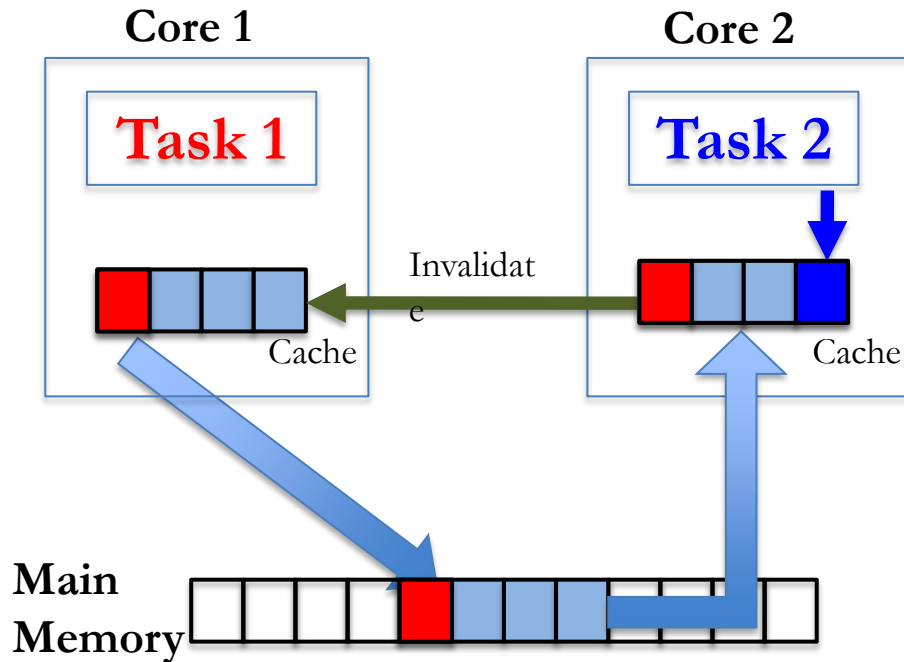 Core 1
Core 2
Task 1
Task 2
Invalidat
e
Cache
Cache
Main
Memory